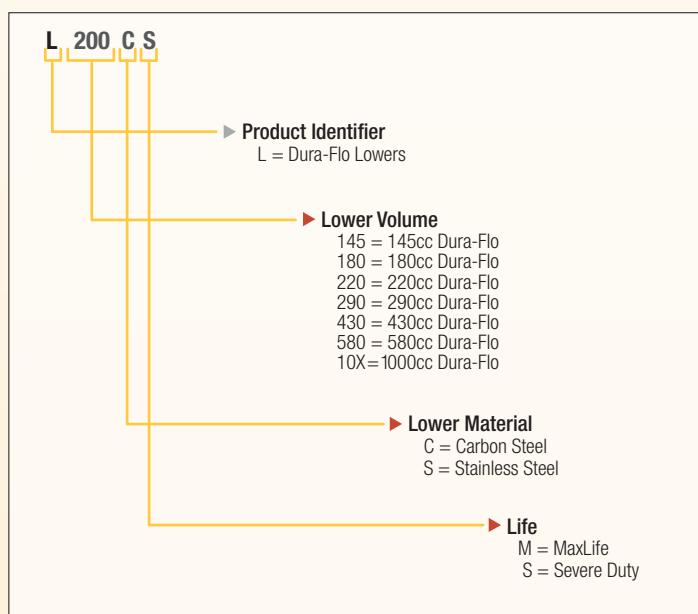 L 200 C S
Product Identifier
L = Dura-Flo Lowers
Lower Volume
145 = 145cc Dura-Flo
180 = 180cc Dura-Flo
220 = 220cc Dura-Flo
290 = 290cc Dura-Flo
430 = 430cc Dura-Flo
580 = 580cc Dura-Flo
10X=1000cc Dura-Flo
Lower Material
C = Carbon Steel
S = Stainless Steel
Life
M = MaxLife
S = Severe Duty